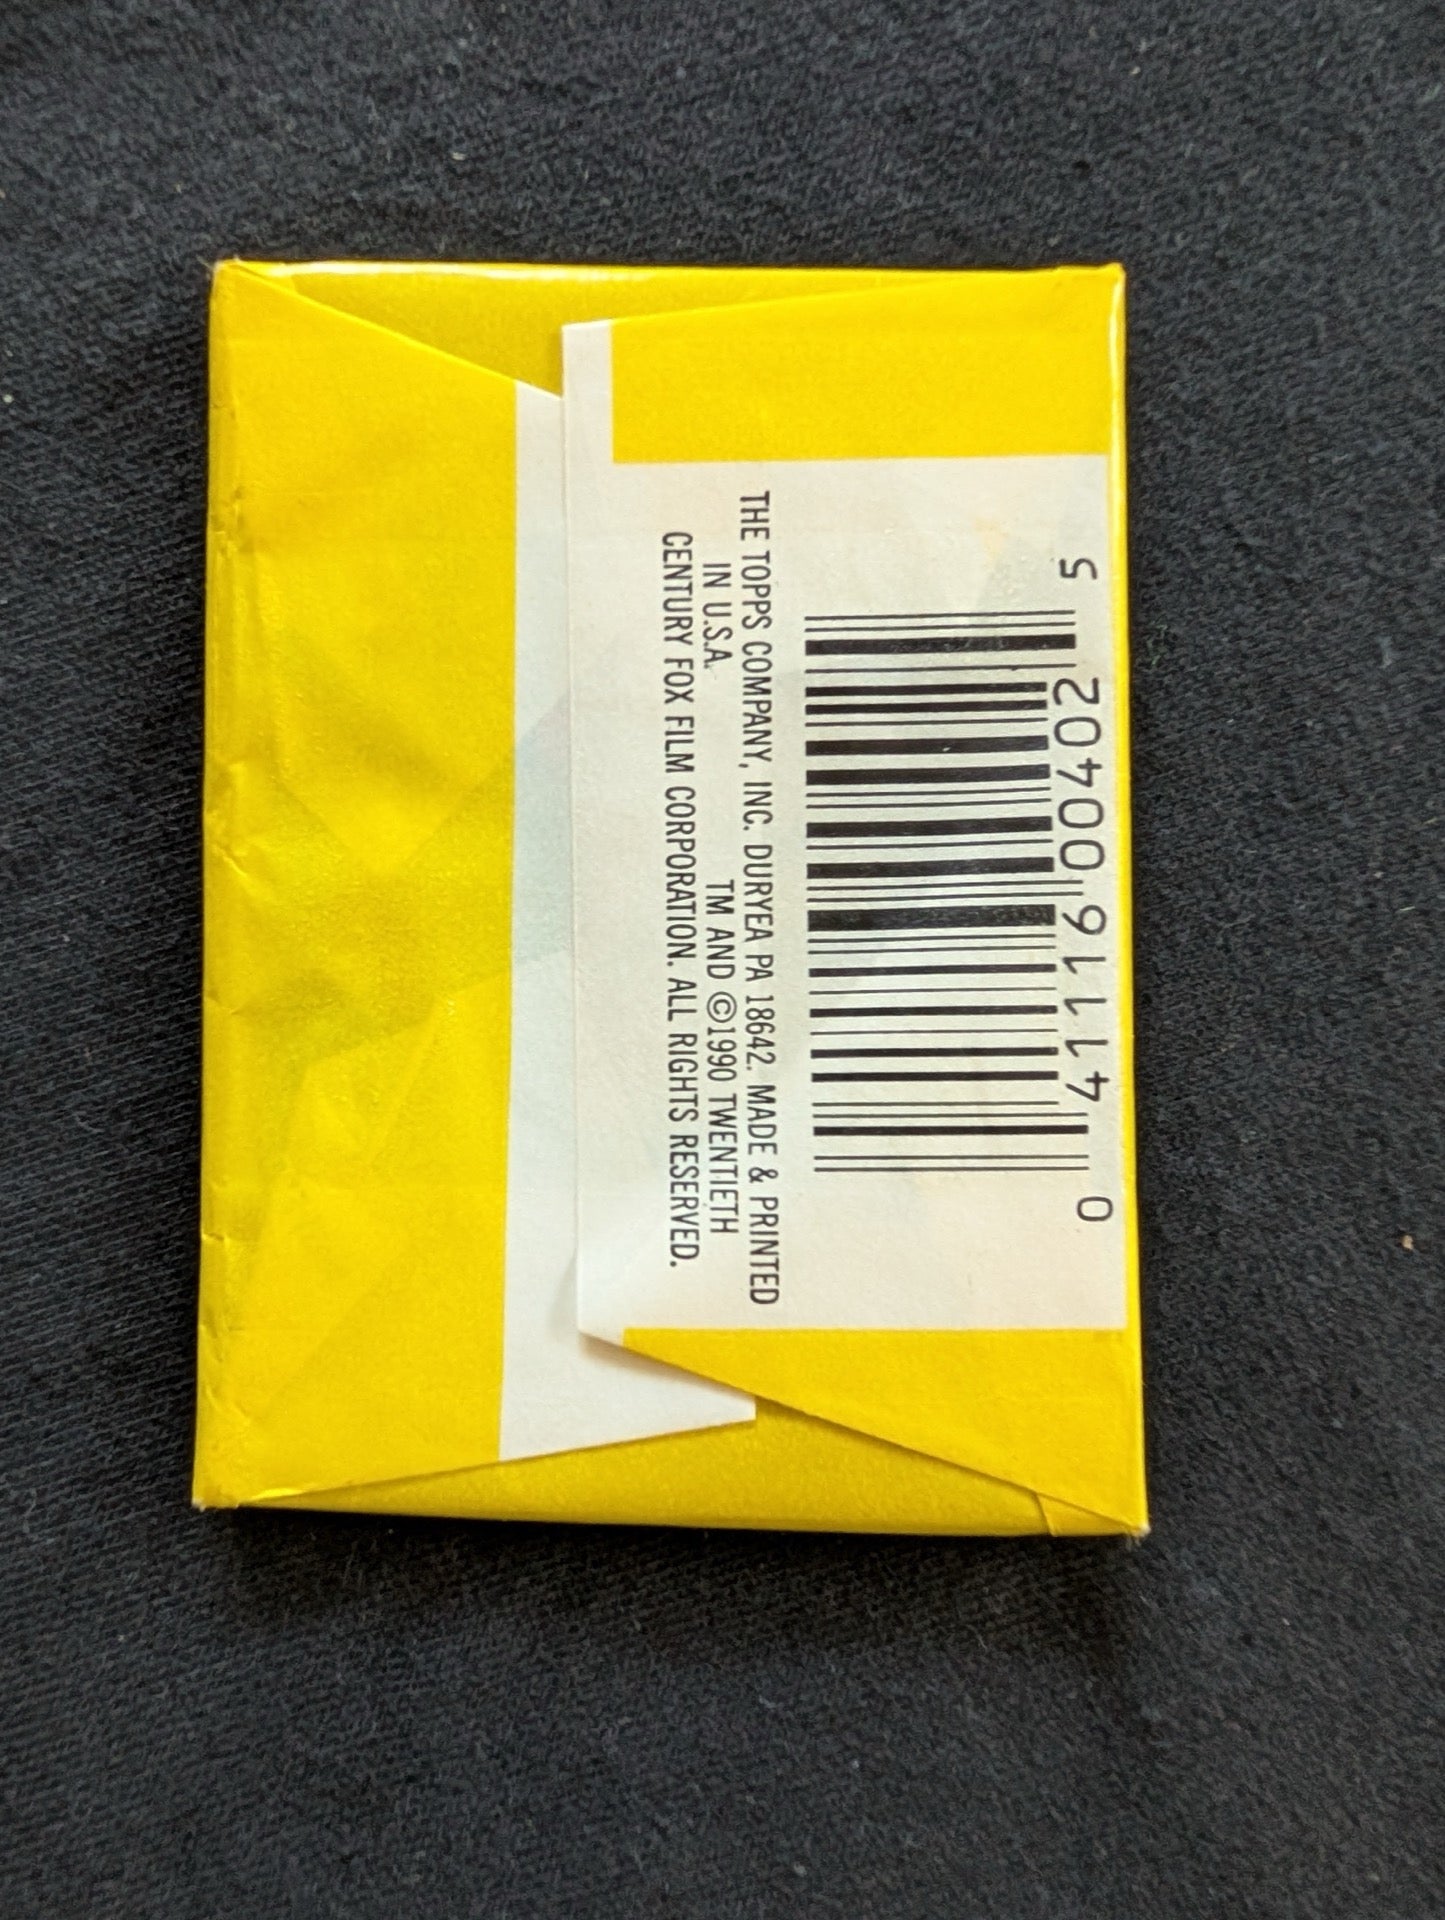 0 41116 00402 5
THE TOPPS COMPANY, INC. DURYEA PA 18642. MADE & PRINTED
IN U.S.A. TM AND ©1990 TWENTIETH
CENTURY FOX FILM CORPORATION. ALL RIGHTS RESERVED.